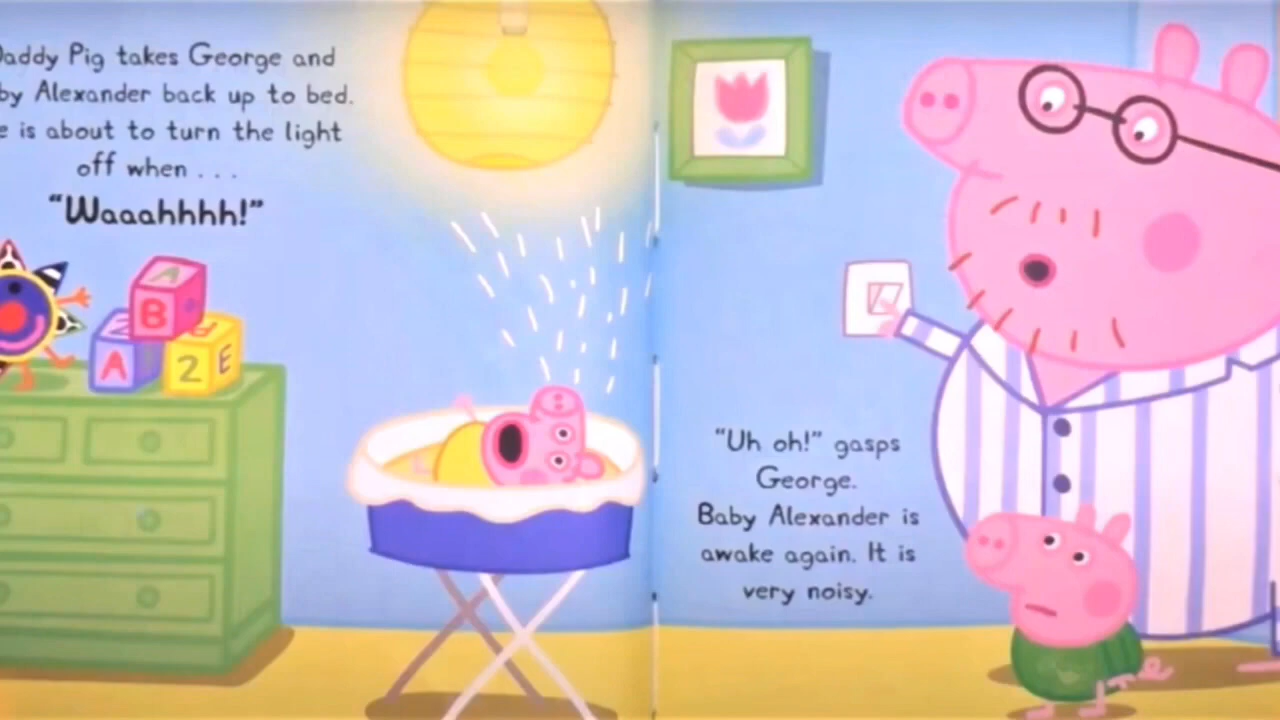 Daddy Pig takes George and
by Alexander back up to bed.
e is about to turn the light
off when . . .
"Waaahhhh!"
A
B
A
2 E
"Uh oh!" gasps
George.
Baby Alexander is
awake again. It is
very noisy.